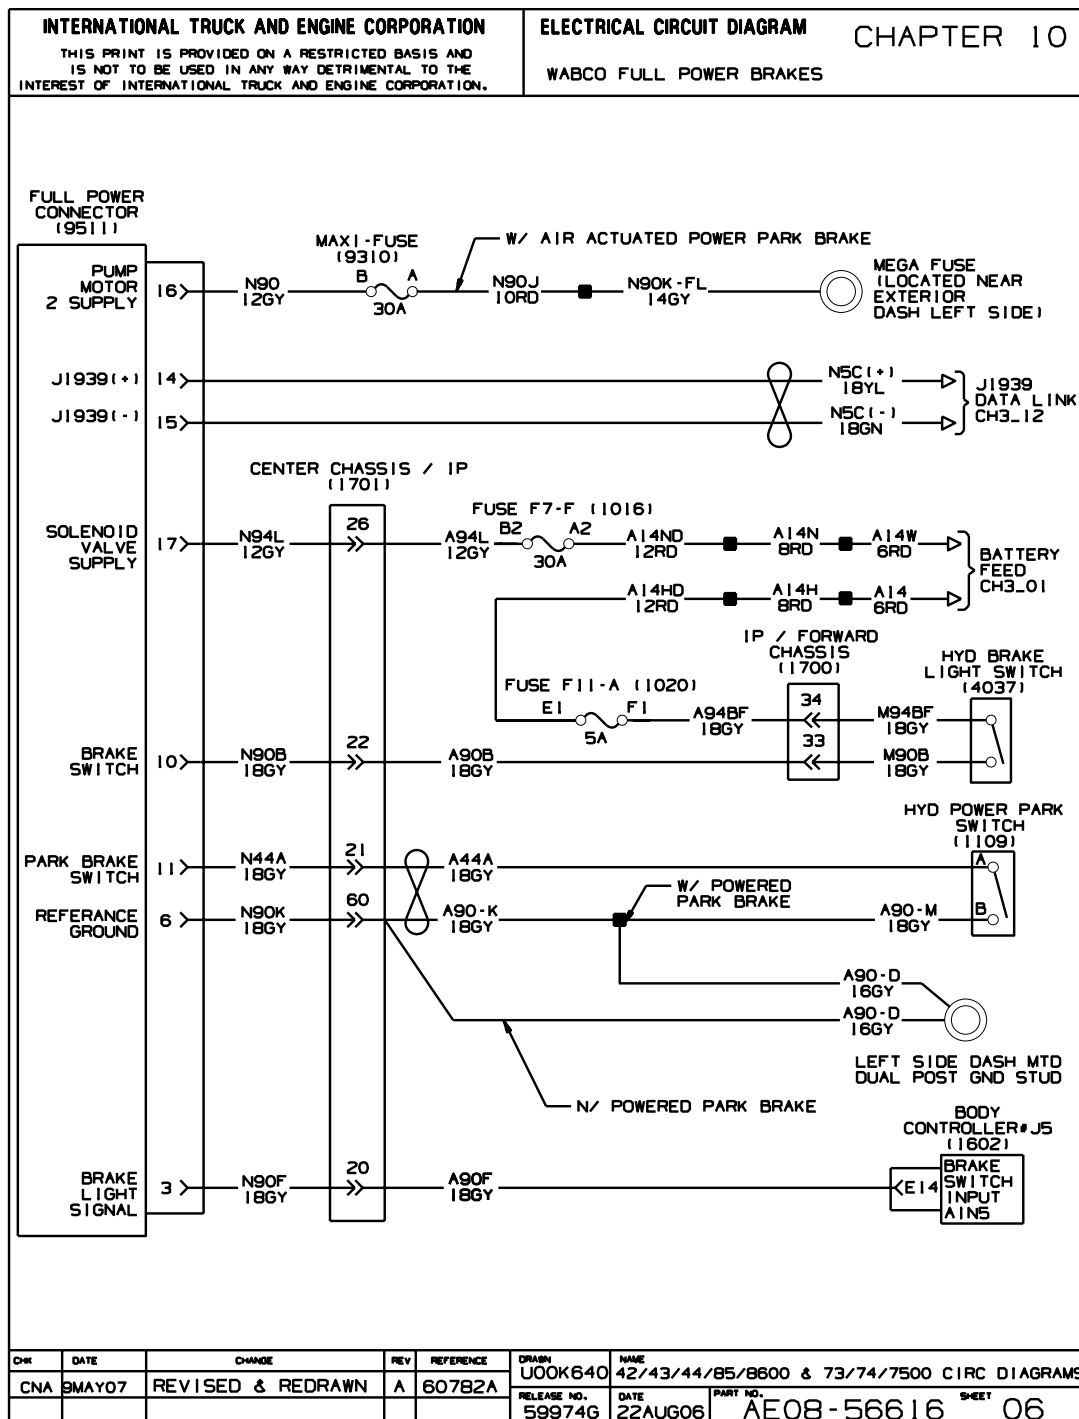 INTERNATIONAL TRUCK AND ENGINE CORPORATION
THIS PRINT IS PROVIDED ON A RESTRICTED BASIS AND
IS NOT TO BE USED IN ANY WAY DETRIMENTAL TO THE
INTEREST OF INTERNATIONAL TRUCK AND ENGINE CORPORATION.
ELECTRICAL CIRCUIT DIAGRAM
CHAPTER 10
WABCO FULL POWER BRAKES
FULL POWER
CONNECTOR
(9511)
MAXI-FUSE
(9310)
B A
30A
W/ AIR ACTUATED POWER PARK BRAKE
PUMP
MOTOR
2 SUPPLY
16
N90
12GY
N90J
10RD
N90K-FL
14GY
MEGA FUSE
(LOCATED NEAR
EXTERIOR
DASH LEFT SIDE)
J1939(+) 14
N5C(+)
18YL
J1939(-) 15
N5C(-)
18GN
J1939
DATA LINK
CH3_12
CENTER CHASSIS / IP
(1701)
SOLENOID
VALVE
SUPPLY
17
N94L
12GY
26
A94L
12GY
FUSE F7-F (1016)
B2 A2
30A
A14ND
12RD
A14N
8RD
A14W
6RD
BATTERY
FEED
CH3_01
A14HD
12RD
A14H
8RD
A14
6RD
IP / FORWARD
CHASSIS
(1700)
HYD BRAKE
LIGHT SWITCH
(4037)
FUSE F11-A (1020)
E1 F1
5A
A94BF
18GY
34
M94BF
18GY
BRAKE
SWITCH
10
N90B
18GY
22
A90B
18GY
33
M90B
18GY
HYD POWER PARK
SWITCH
(1109)
PARK BRAKE
SWITCH
11
N44A
18GY
21
A44A
18GY
A
W/ POWERED
PARK BRAKE
REFERANCE
GROUND
6
N90K
18GY
60
A90-K
18GY
A90-M
18GY
B
A90-D
16GY
A90-D
16GY
LEFT SIDE DASH MTD
DUAL POST GND STUD
N/ POWERED PARK BRAKE
BODY
CONTROLLER#J5
(1602)
BRAKE
LIGHT
SIGNAL
3
N90F
18GY
20
A90F
18GY
E14
BRAKE
SWITCH
INPUT
AIN5
CHK DATE CHANGE REV REFERENCE
CNA 9MAY07 REVISED & REDRAWN A 60782A
DRAWN
U00K640
NAME
42/43/44/85/8600 & 73/74/7500 CIRC DIAGRAMS
RELEASE NO.
59974G
DATE
22AUG06
PART NO.
AE08-56616
SHEET
06